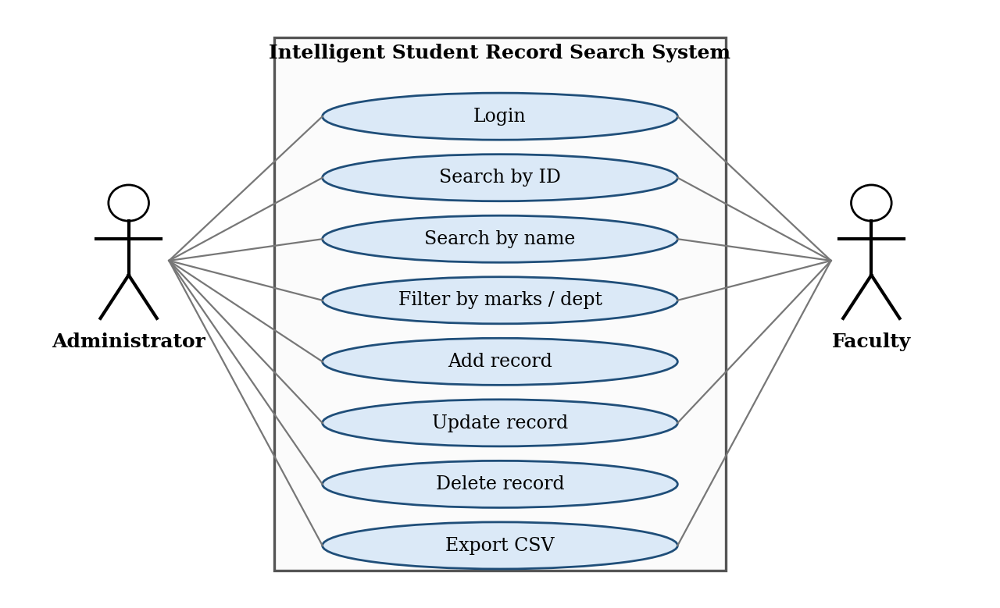 Intelligent Student Record Search System
Login
Search by ID
Search by name
Filter by marks / dept
Add record
Update record
Delete record
Export CSV
Administrator
Faculty